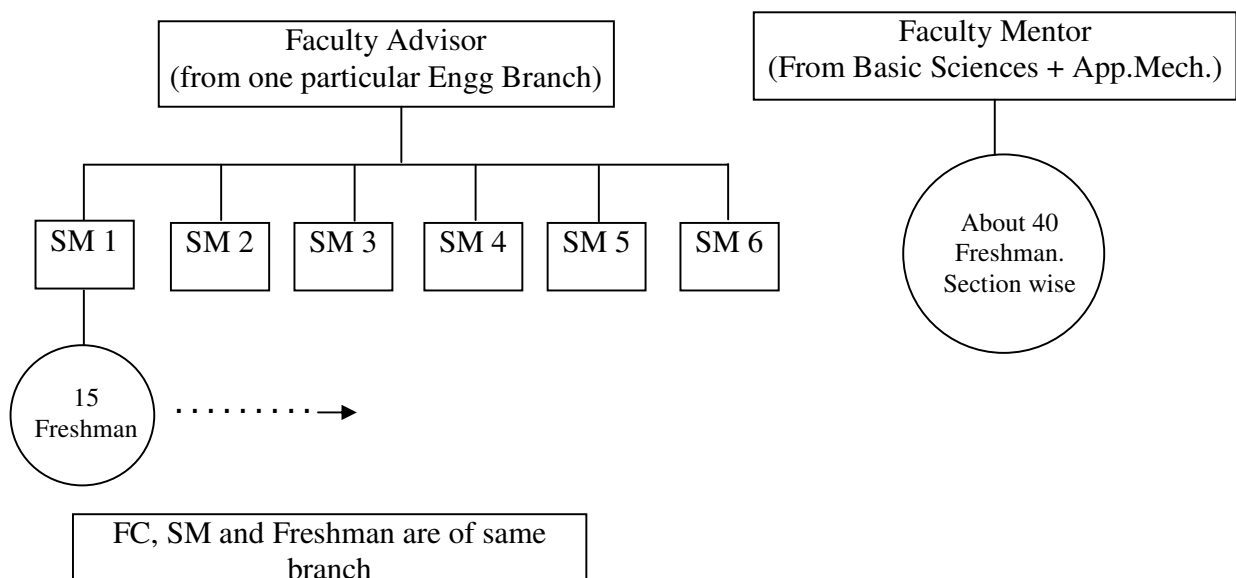 Faculty Advisor
(from one particular Engg Branch)
Faculty Mentor
(From Basic Sciences + App.Mech.)
SM 1
SM 2
SM 3
SM 4
SM 5
SM 6
About 40
Freshman.
Section wise
15
Freshman
FC, SM and Freshman are of same
branch